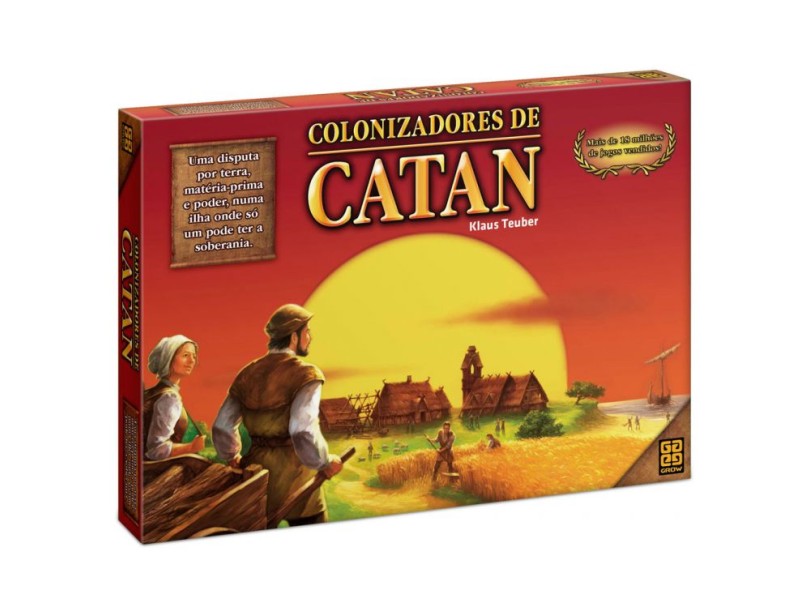 COLONIZADORES DE
CATAN
Klaus Teuber
Uma disputa
por terra,
matéria-prima
e poder, numa
ilha onde só
um pode ter a
soberania.
Mais de 18 milhões
de jogos vendidos!
COLONIZADORES DE
CATAN
CATAN
GROW